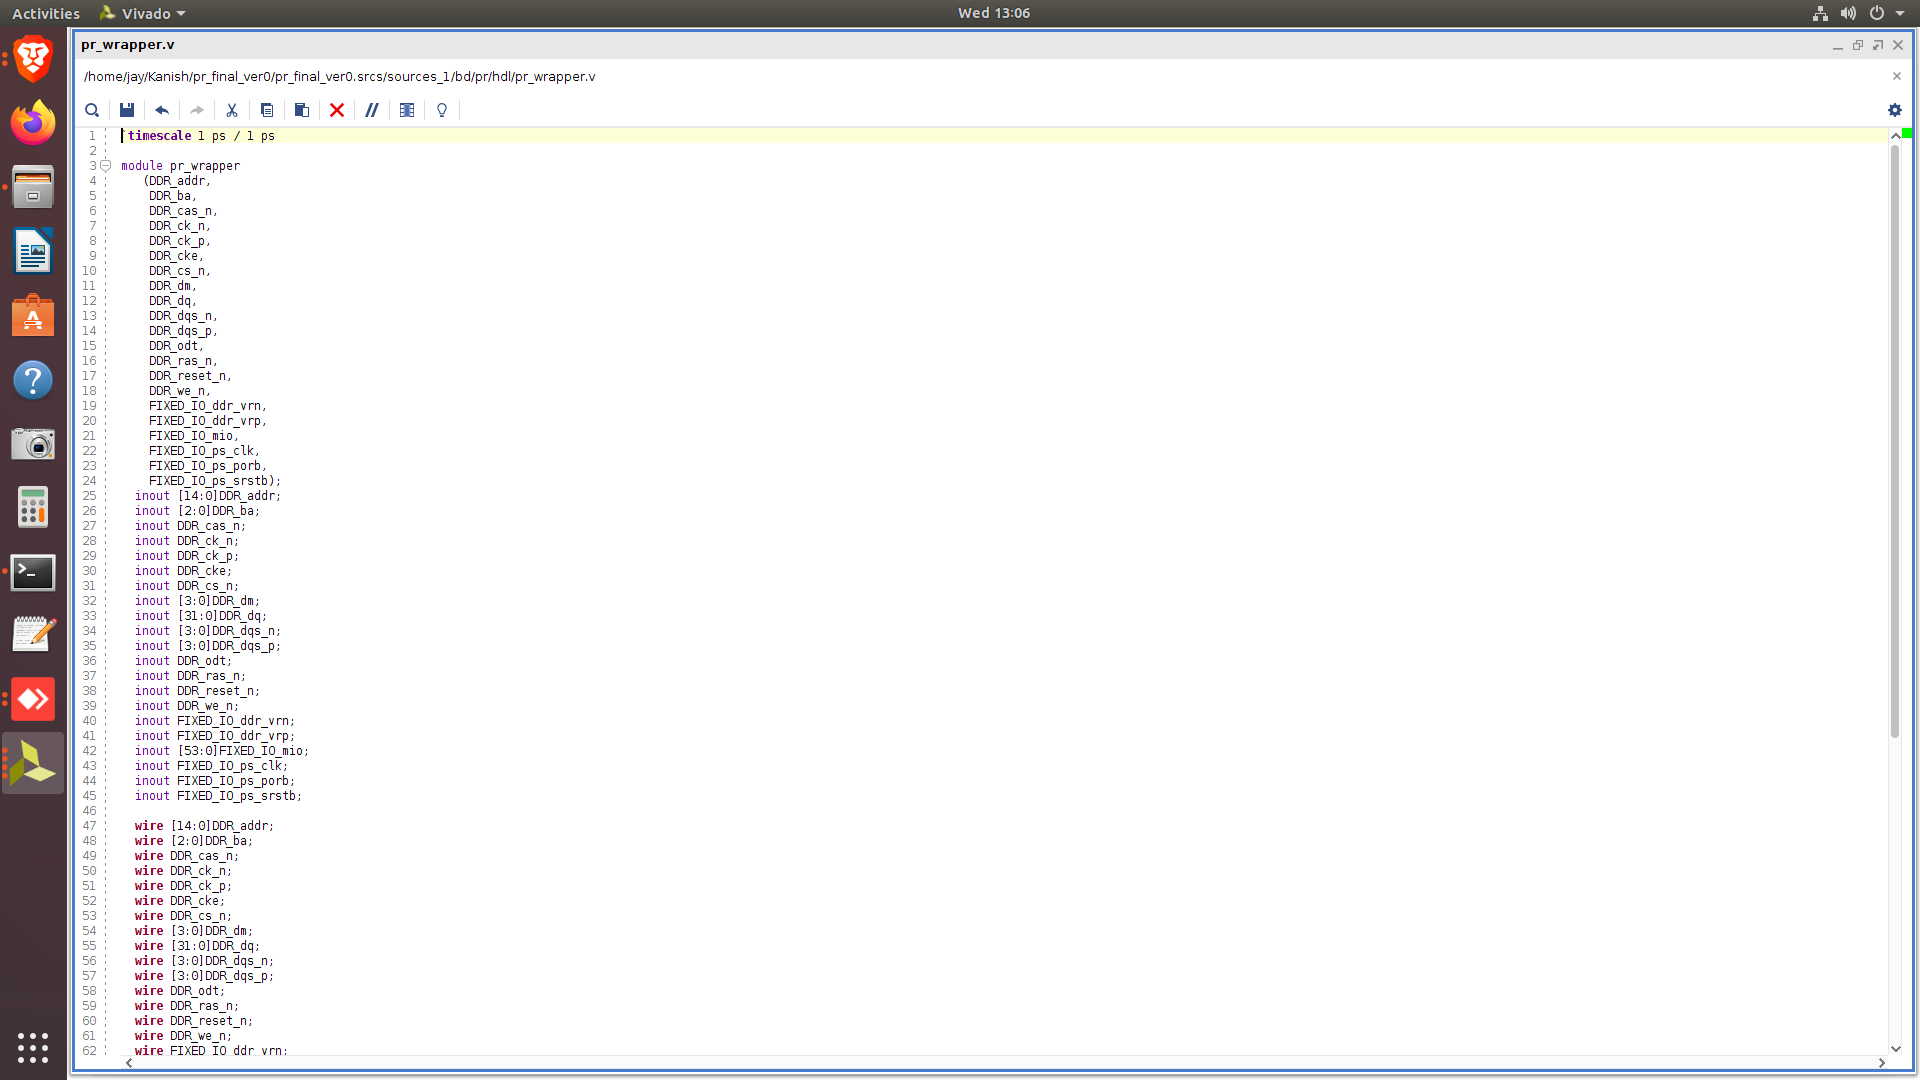 Activities
Vivado
Wed 13:06
pr_wrapper.v
/home/jay/Kanish/pr_final_ver0/pr_final_ver0.srcs/sources_1/bd/pr/hdl/pr_wrapper.v
1 `timescale 1 ps / 1 ps
2
3 module pr_wrapper
4 (DDR_addr,
5 DDR_ba,
6 DDR_cas_n,
7 DDR_ck_n,
8 DDR_ck_p,
9 DDR_cke,
10 DDR_cs_n,
11 DDR_dm,
12 DDR_dq,
13 DDR_dqs_n,
14 DDR_dqs_p,
15 DDR_odt,
16 DDR_ras_n,
17 DDR_reset_n,
18 DDR_we_n,
19 FIXED_IO_ddr_vrn,
20 FIXED_IO_ddr_vrp,
21 FIXED_IO_mio,
22 FIXED_IO_ps_clk,
23 FIXED_IO_ps_porb,
24 FIXED_IO_ps_srstb);
25 inout [14:0]DDR_addr;
26 inout [2:0]DDR_ba;
27 inout DDR_cas_n;
28 inout DDR_ck_n;
29 inout DDR_ck_p;
30 inout DDR_cke;
31 inout DDR_cs_n;
32 inout [3:0]DDR_dm;
33 inout [31:0]DDR_dq;
34 inout [3:0]DDR_dqs_n;
35 inout [3:0]DDR_dqs_p;
36 inout DDR_odt;
37 inout DDR_ras_n;
38 inout DDR_reset_n;
39 inout DDR_we_n;
40 inout FIXED_IO_ddr_vrn;
41 inout FIXED_IO_ddr_vrp;
42 inout [53:0]FIXED_IO_mio;
43 inout FIXED_IO_ps_clk;
44 inout FIXED_IO_ps_porb;
45 inout FIXED_IO_ps_srstb;
46
47 wire [14:0]DDR_addr;
48 wire [2:0]DDR_ba;
49 wire DDR_cas_n;
50 wire DDR_ck_n;
51 wire DDR_ck_p;
52 wire DDR_cke;
53 wire DDR_cs_n;
54 wire [3:0]DDR_dm;
55 wire [31:0]DDR_dq;
56 wire [3:0]DDR_dqs_n;
57 wire [3:0]DDR_dqs_p;
58 wire DDR_odt;
59 wire DDR_ras_n;
60 wire DDR_reset_n;
61 wire DDR_we_n;
62 wire FIXED_IO_ddr_vrn;